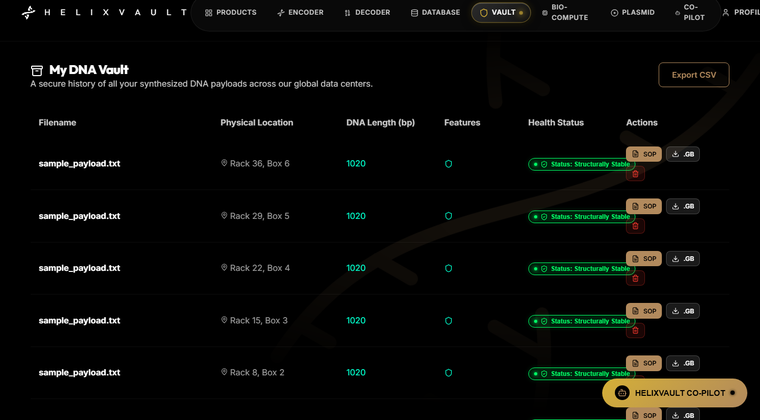 HELIXVAULT
PRODUCTS
ENCODER
DECODER
DATABASE
VAULT
BIO-
COMPUTE
PLASMID
CO-
PILOT
My DNA Vault
A secure history of all your synthesized DNA payloads across our global data centers.
Export CSV
Filename Physical Location DNA Length (bp) Features Health Status Actions
sample_payload.txt Rack 36, Box 6 1020 Status: Structurally Stable SOP .GB
sample_payload.txt Rack 29, Box 5 1020 Status: Structurally Stable SOP .GB
sample_payload.txt Rack 22, Box 4 1020 Status: Structurally Stable SOP .GB
sample_payload.txt Rack 15, Box 3 1020 Status: Structurally Stable SOP .GB
sample_payload.txt Rack 8, Box 2 1020 Status: Structurally Stable SOP .GB
HELIXVAULT CO-PILOT
SOP .GB